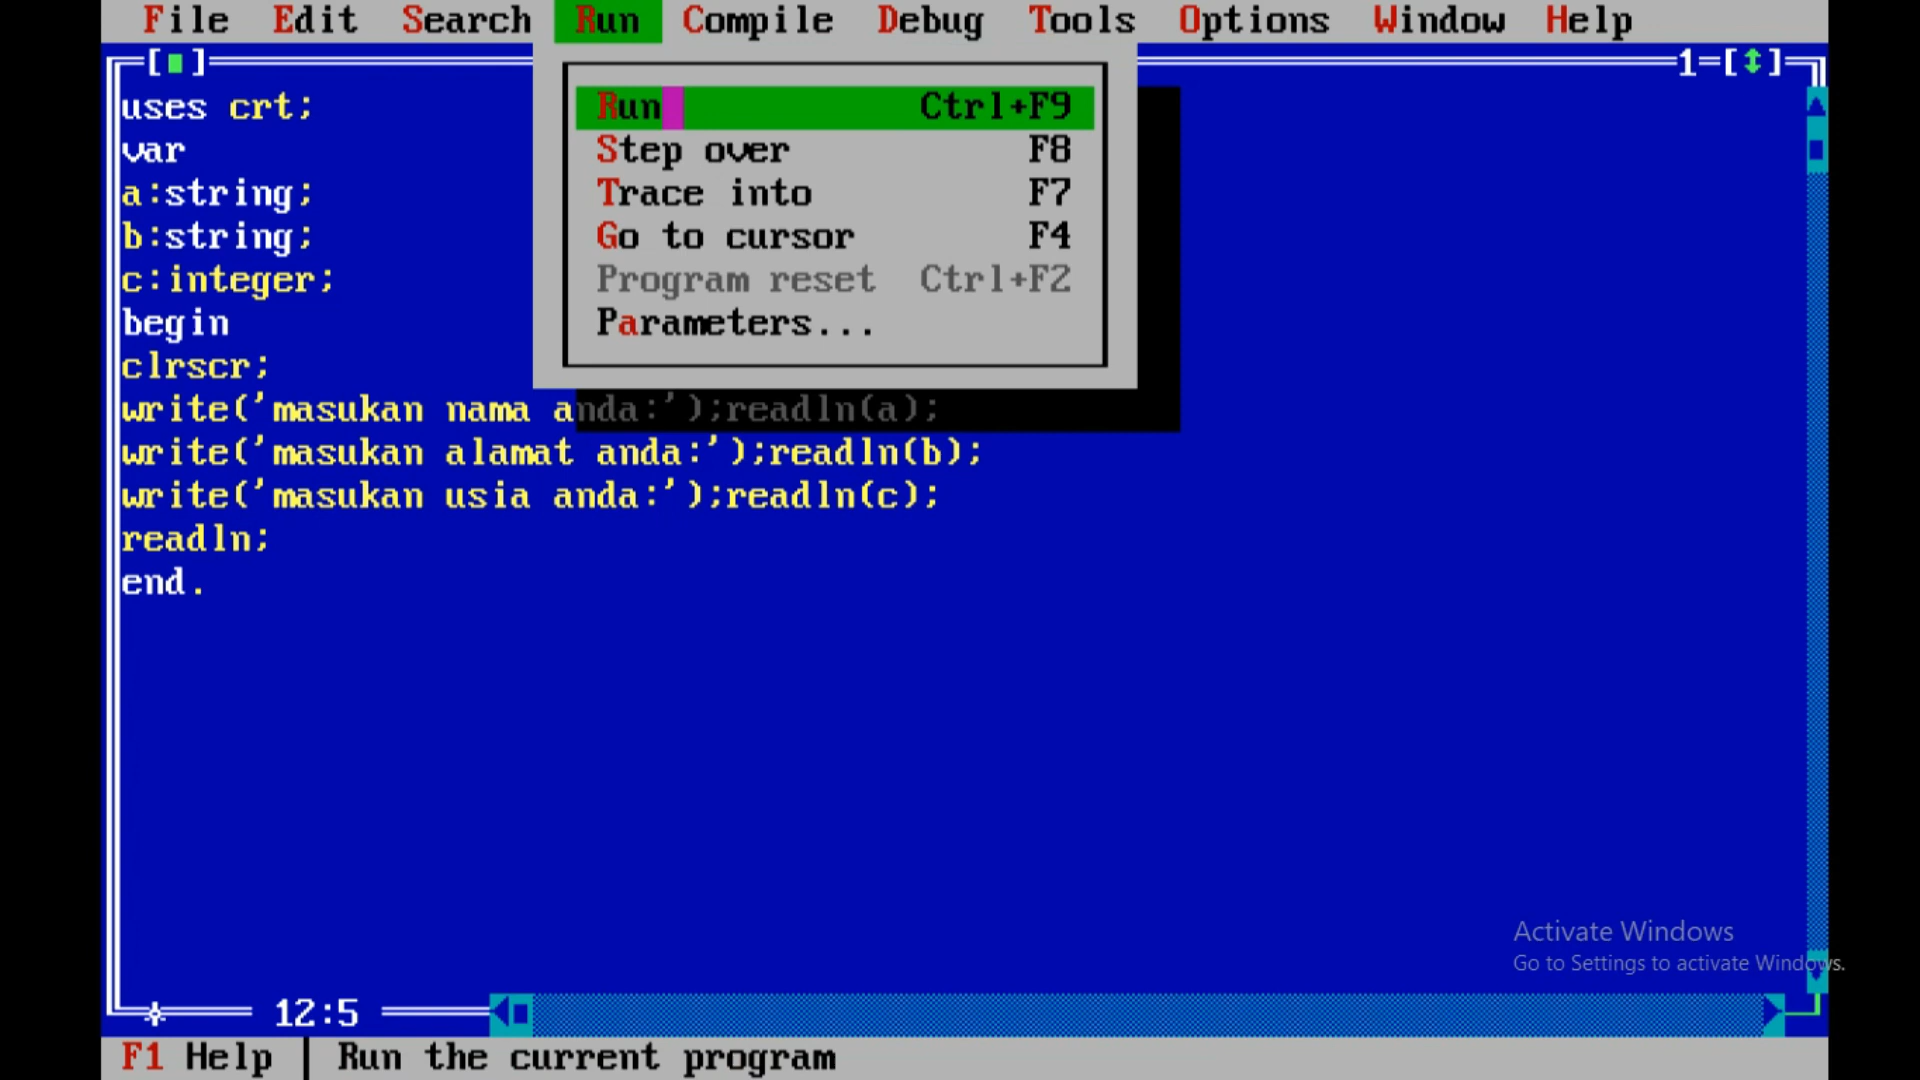 File Edit Search Run Compile Debug Tools Options Window Help
[■] 1=[↕]
uses crt;
var
a:string;
b:string;
c:integer;
begin
clrscr;
write('masukan nama anda:');readln(a);
write('masukan alamat anda:');readln(b);
write('masukan usia anda:');readln(c);
readln;
end.
Run Ctrl+F9
Step over F8
Trace into F7
Go to cursor F4
Program reset Ctrl+F2
Parameters...
Activate Windows
Go to Settings to activate Windows.
12:5
F1 Help | Run the current program